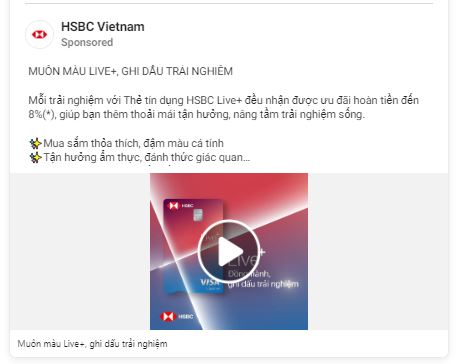 HSBC Vietnam
Sponsored
MUÔN MÀU LIVE+, GHI DẤU TRẢI NGHIỆM
Mỗi trải nghiệm với Thẻ tín dụng HSBC Live+ đều nhận được ưu đãi hoàn tiền đến
8%(*), giúp bạn thêm thoải mái tận hưởng, nâng tầm trải nghiệm sống.
✨Mua sắm thỏa thích, đậm màu cá tính
✨Tận hưởng ẩm thực, đánh thức giác quan...
HSBC
Live+
VISA
Live+
Đồng hành,
ghi dấu trải nghiệm
HSBC
Muôn màu Live+, ghi dấu trải nghiệm